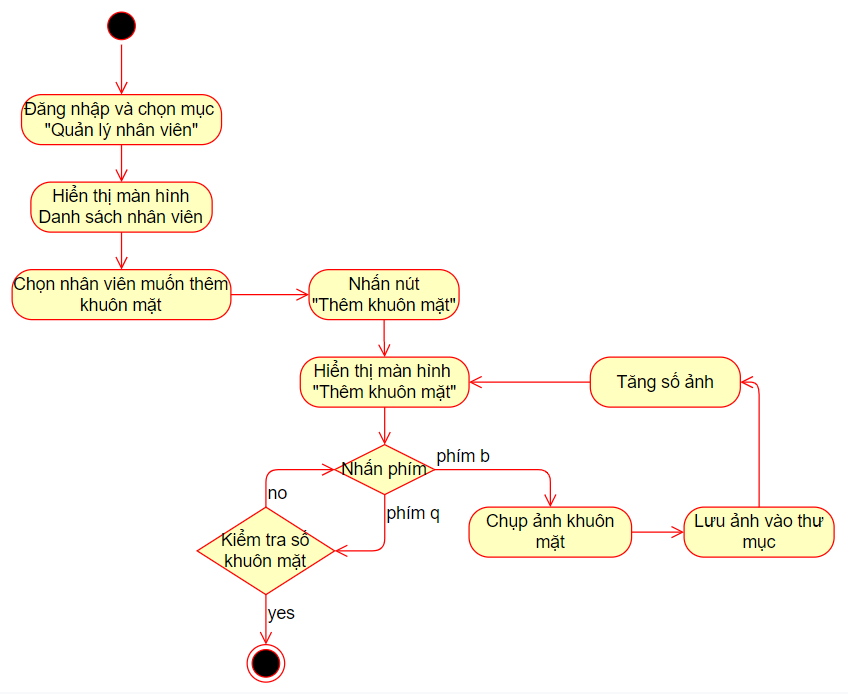 Đăng nhập và chọn mục
"Quản lý nhân viên"
Hiển thị màn hình
Danh sách nhân viên
Chọn nhân viên muốn thêm
khuôn mặt
Nhấn nút
"Thêm khuôn mặt"
Hiển thị màn hình
"Thêm khuôn mặt"
Tăng số ảnh
Nhấn phím
phím b
phím q
no
Kiểm tra số
khuôn mặt
yes
Chụp ảnh khuôn
mặt
Lưu ảnh vào thư
mục